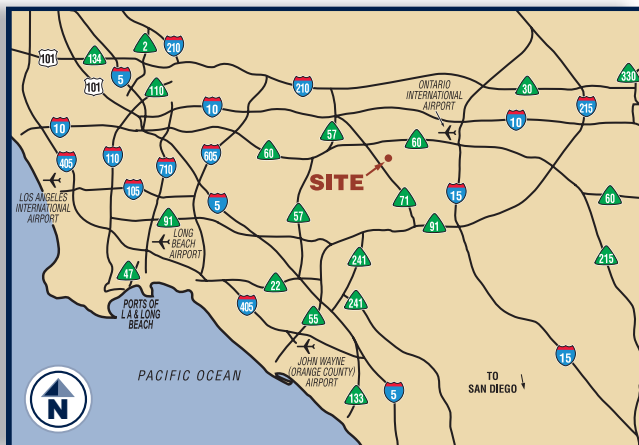 2
210
101
134
5
101
110
210
ONTARIO
INTERNATIONAL
AIRPORT
30
330
215
10
10
10
57
60
60
405
110
710
605
SITE
LOS ANGELES
INTERNATIONAL
AIRPORT
105
5
57
71
15
60
91
91
LONG
BEACH
AIRPORT
47
PORTS OF
L A & LONG
BEACH
241
215
22
405
241
55
JOHN WAYNE
(ORANGE COUNTY)
AIRPORT
PACIFIC OCEAN
15
TO
SAN DIEGO
133
5
N